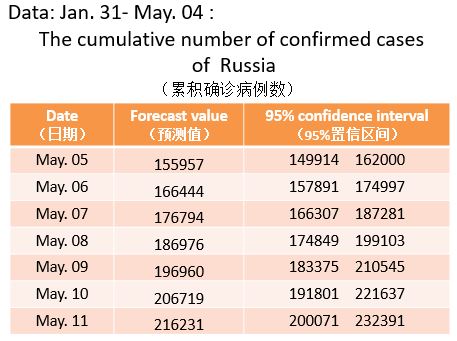 Data: Jan. 31- May. 04 :
The cumulative number of confirmed cases
of Russia
（累积确诊病例数）
Date Forecast value 95% confidence interval
（日期） （预测值） （95%置信区间）
May. 05 155957 149914 162000
May. 06 166444 157891 174997
May. 07 176794 166307 187281
May. 08 186976 174849 199103
May. 09 196960 183375 210545
May. 10 206719 191801 221637
May. 11 216231 200071 232391